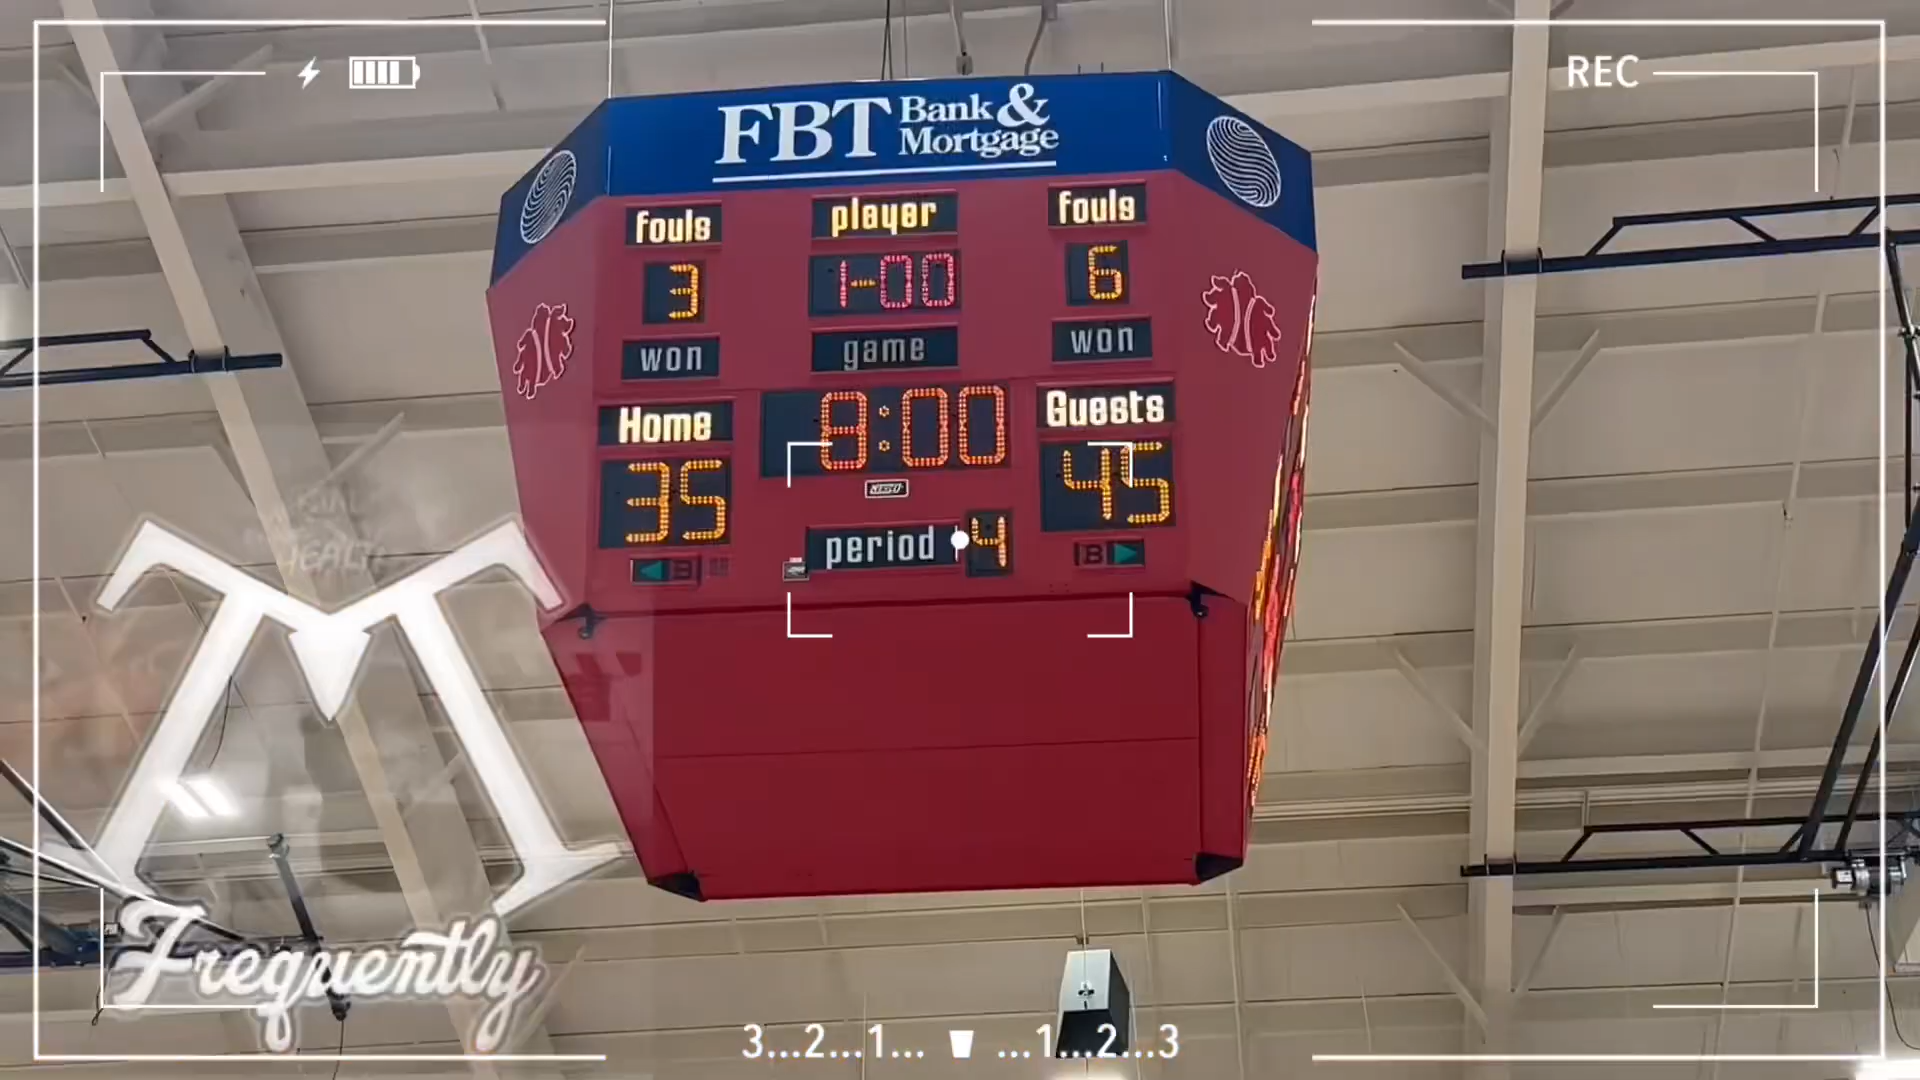 REC
FBT Bank &
Mortgage
fouls player fouls
3 1-00 6
won game won
Home 8:00 Guests
35 45
period 4
B B
HEALTH
M
Frequently
3...2...1... ...1...2...3